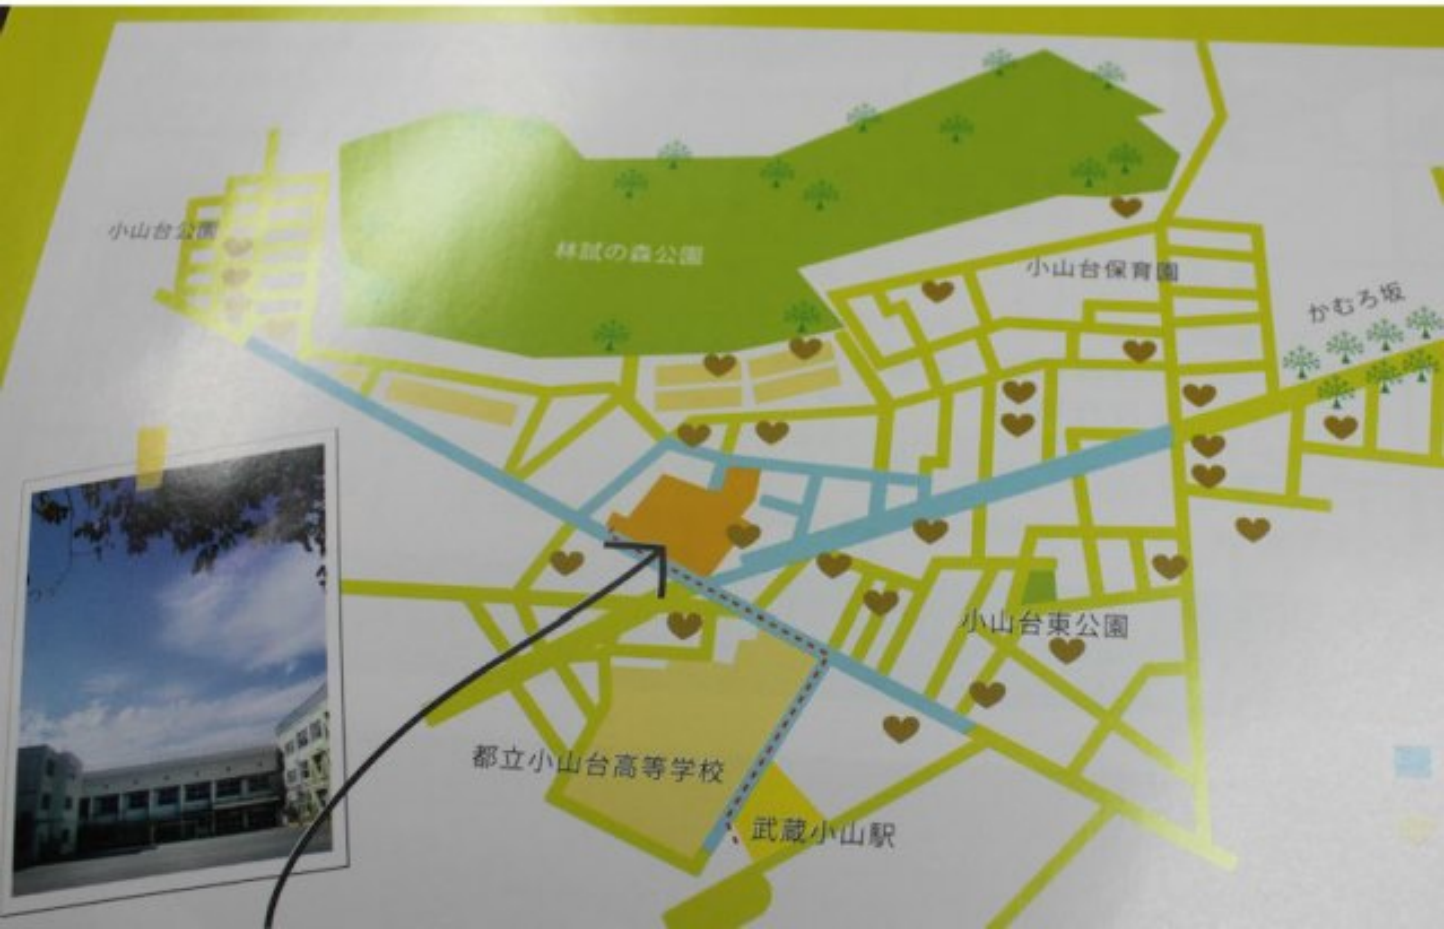 小山台公園
林試の森公園
小山台保育園
かむろ坂
小山台東公園
都立小山台高等学校
武蔵小山駅